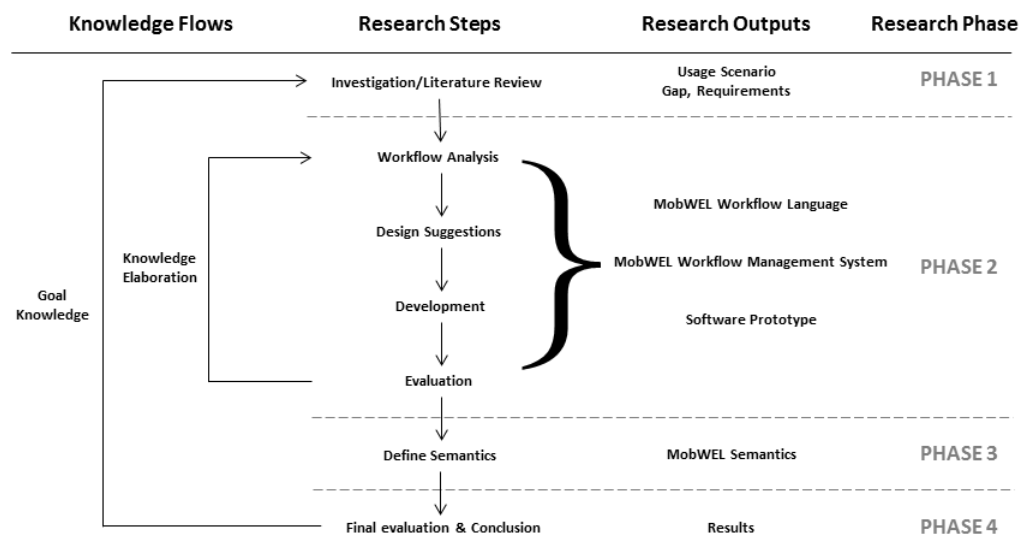 Knowledge Flows
Research Steps
Research Outputs
Research Phase
Investigation/Literature Review
Usage Scenario
Gap, Requirements
PHASE 1
Workflow Analysis
Design Suggestions
Development
Evaluation
Knowledge
Elaboration
Goal
Knowledge
MobWEL Workflow Language
MobWEL Workflow Management System
Software Prototype
PHASE 2
Define Semantics
MobWEL Semantics
PHASE 3
Final evaluation & Conclusion
Results
PHASE 4